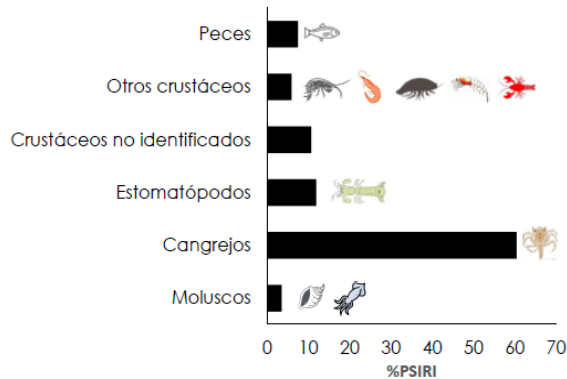 Peces
Otros crustáceos
Crustáceos no identificados
Estomatópodos
Cangrejos
Moluscos
0 10 20 30 40 50 60 70
%PSIRI